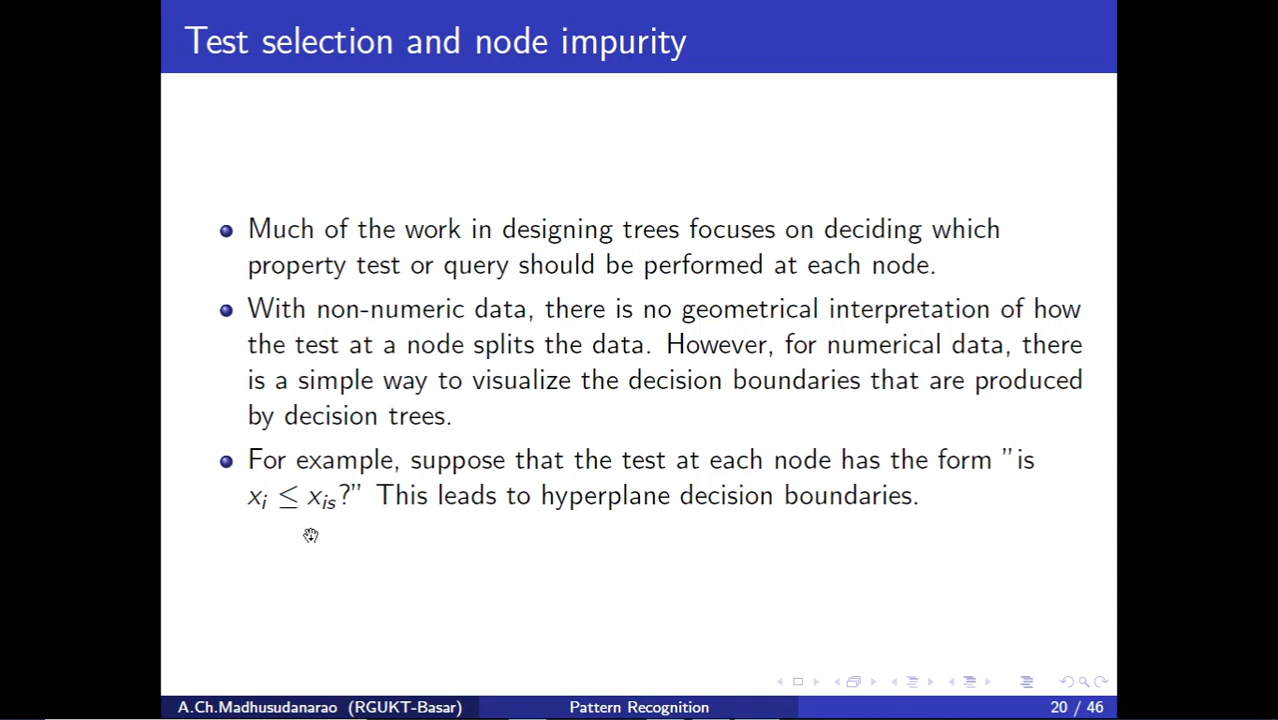 Test selection and node impurity
Much of the work in designing trees focuses on deciding which
property test or query should be performed at each node.
With non-numeric data, there is no geometrical interpretation of how
the test at a node splits the data. However, for numerical data, there
is a simple way to visualize the decision boundaries that are produced
by decision trees.
For example, suppose that the test at each node has the form ”is
xᵢ ≤ xᵢₛ?” This leads to hyperplane decision boundaries.
A.Ch.Madhusudanarao (RGUKT-Basar) Pattern Recognition 20 / 46